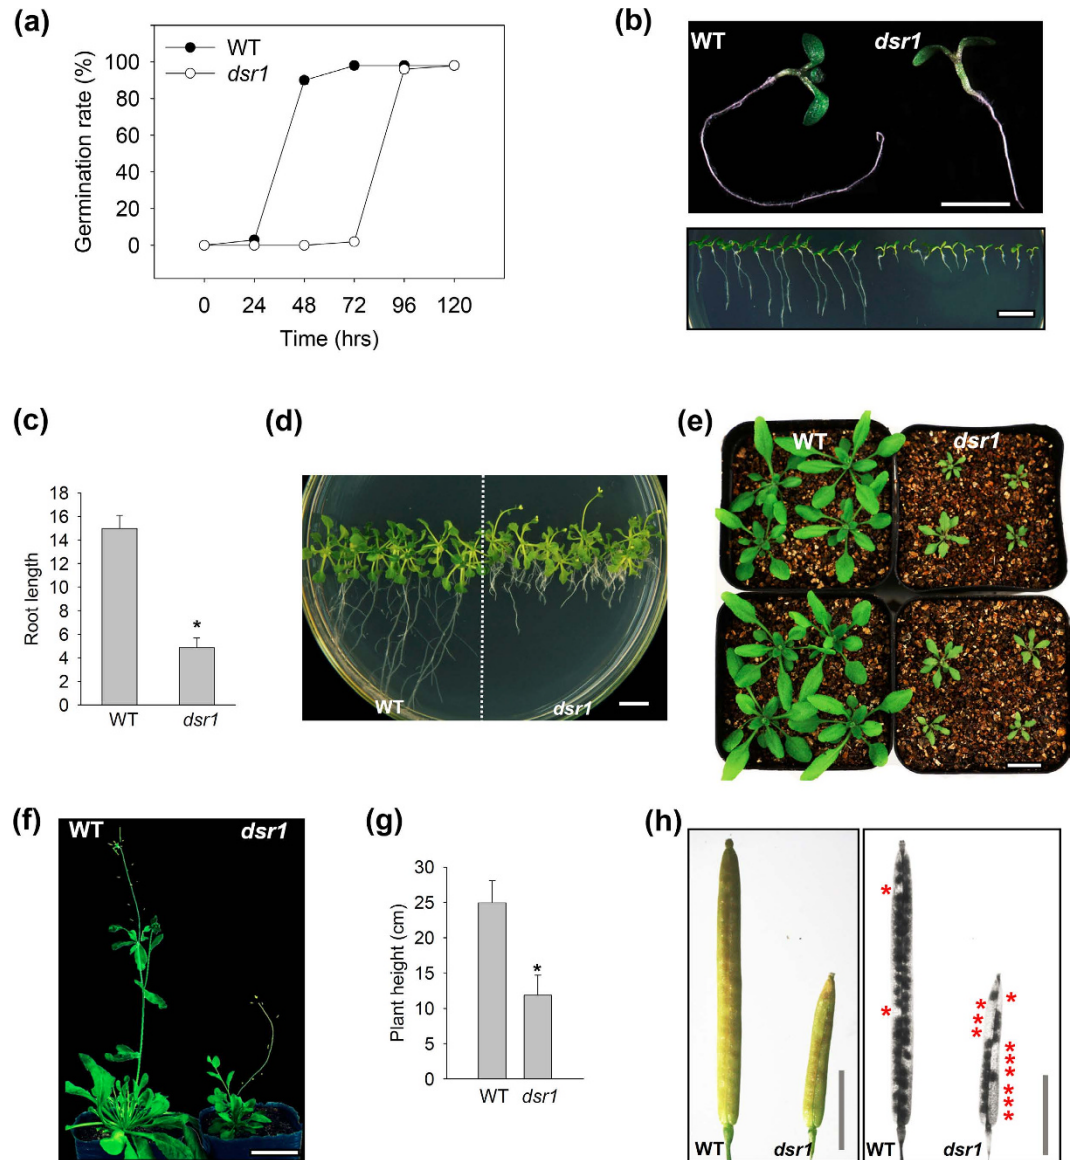 (a)
WT
dsr1
Germination rate (%)
100
80
60
40
20
0
0 24 48 72 96 120
Time (hrs)
(b)
WT dsr1
(c)
Root length
18
16
14
12
10
8
6
4
2
0
*
WT dsr1
(d)
WT dsr1
(e)
WT dsr1
(f)
WT dsr1
(g)
Plant height (cm)
30
25
20
15
10
5
0
*
WT dsr1
(h)
WT dsr1
*
*
*
*
*
*
*
*
*
*
*
*
WT dsr1